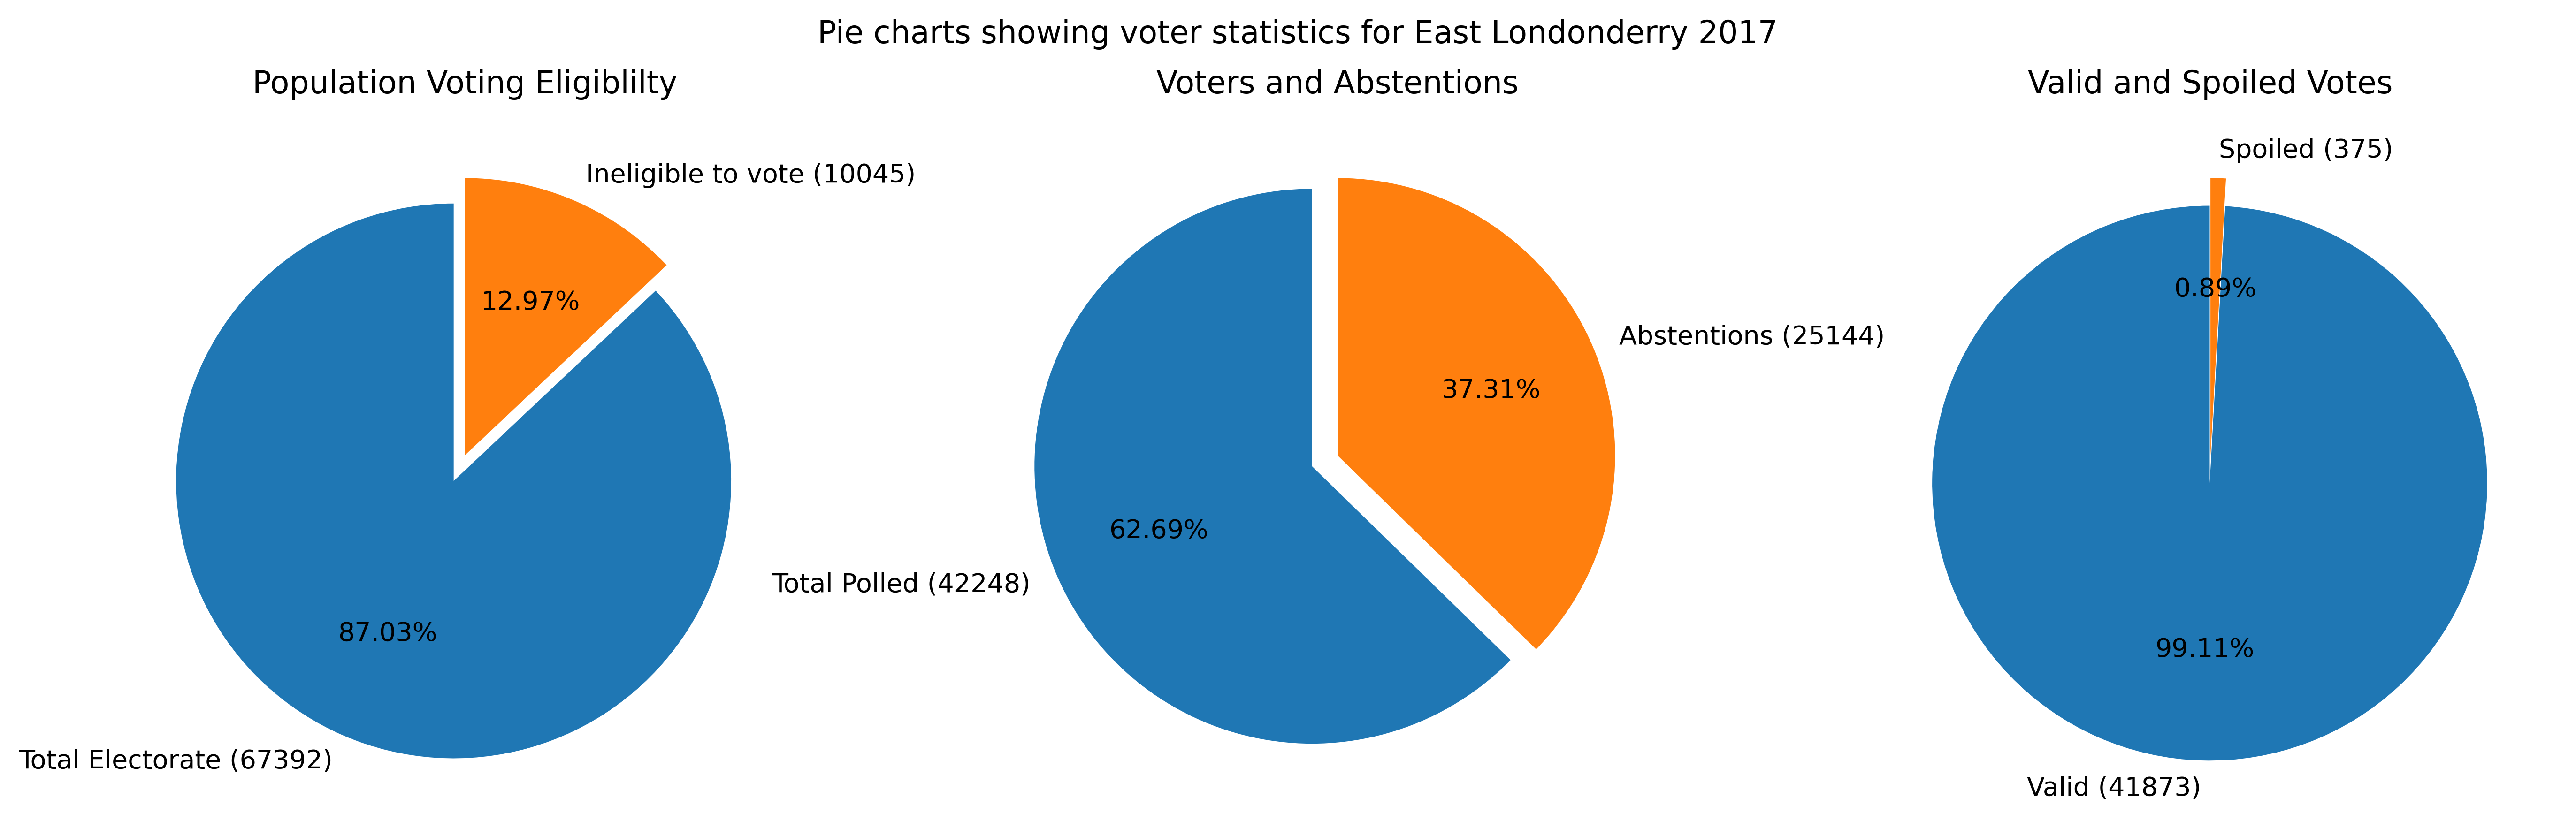 Pie charts showing voter statistics for East Londonderry 2017
Population Voting Eligiblilty
Ineligible to vote (10045)
12.97%
87.03%
Total Electorate (67392)
Voters and Abstentions
Abstentions (25144)
37.31%
62.69%
Total Polled (42248)
Valid and Spoiled Votes
Spoiled (375)
0.89%
99.11%
Valid (41873)